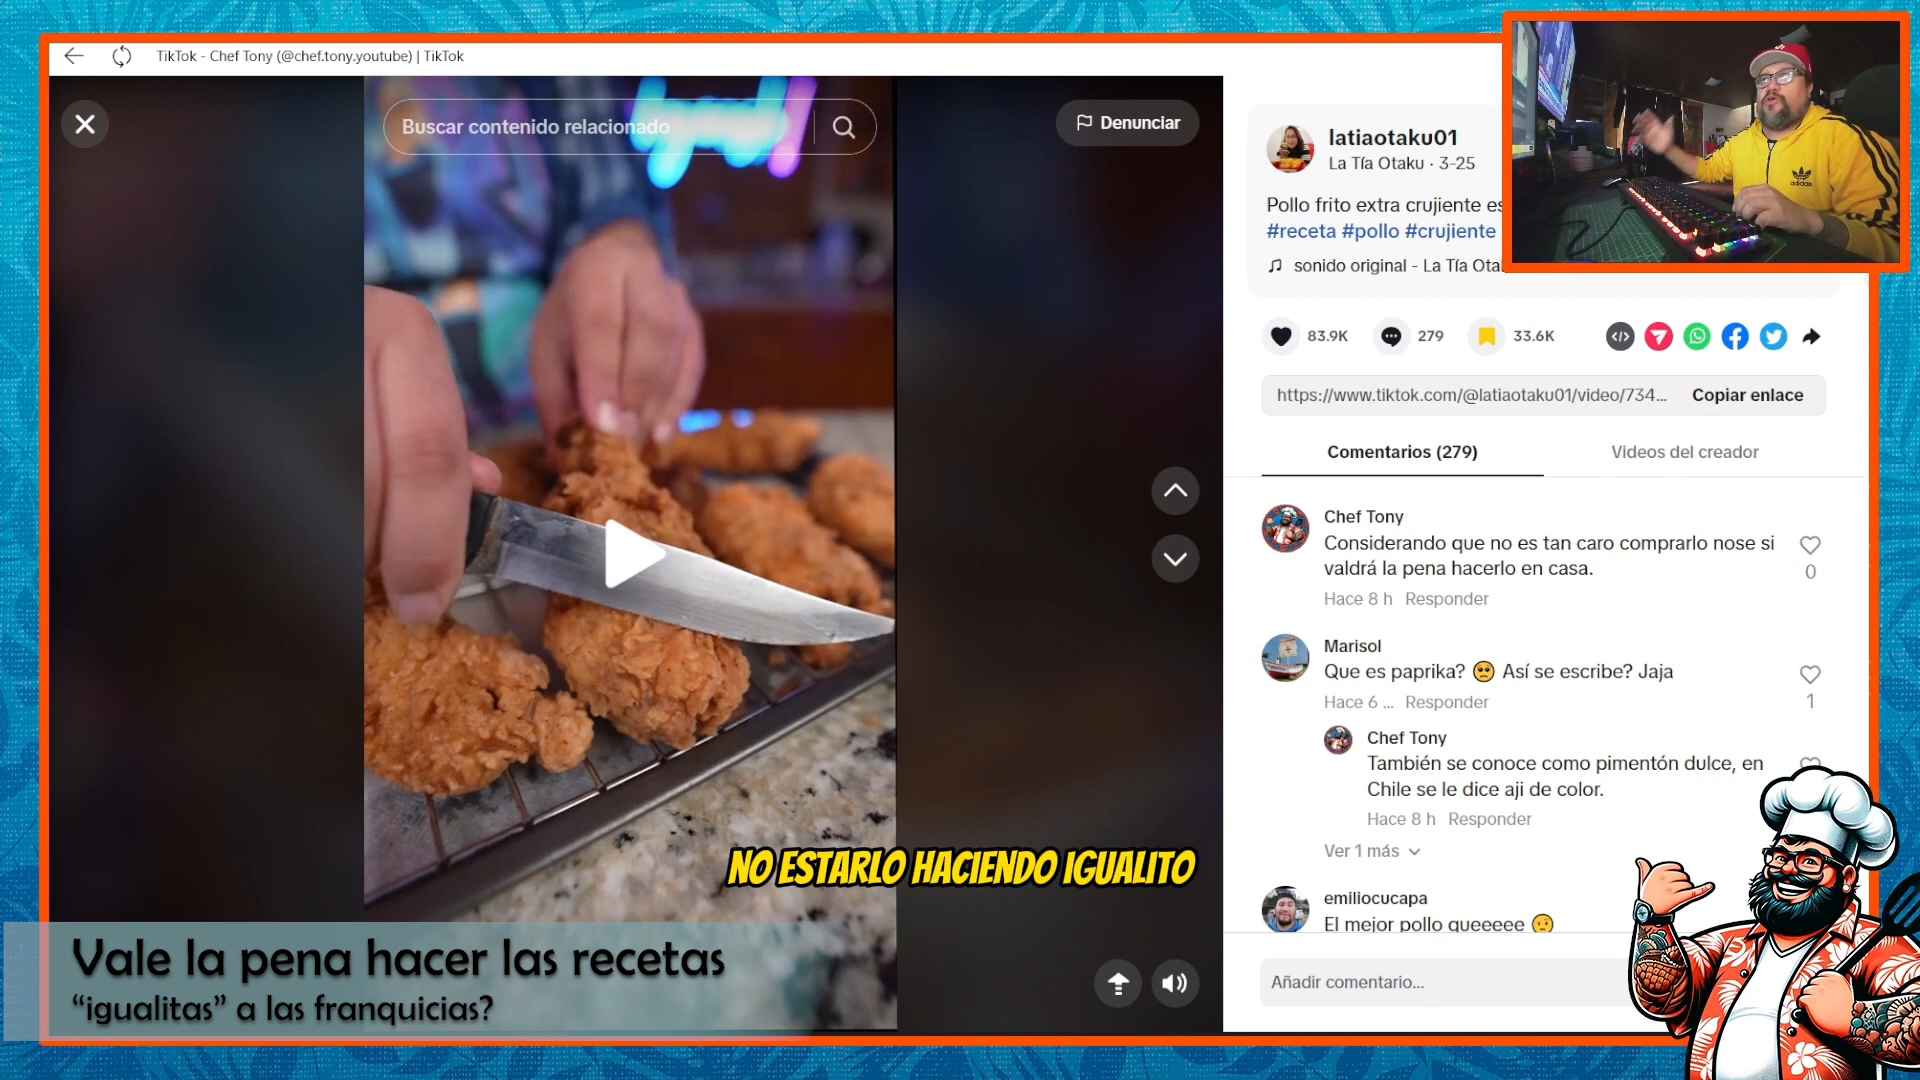 TikTok - Chef Tony (@chef.tony.youtube) | TikTok
Buscar contenido relacionado
Denunciar
latiaotaku01
La Tía Otaku · 3-25
Pollo frito extra crujiente es
#receta #pollo #crujiente
sonido original - La Tía Ota
adidas
83.9K
279
33.6K
https://www.tiktok.com/@latiaotaku01/video/734...
Copiar enlace
Comentarios (279)
Videos del creador
Chef Tony
Considerando que no es tan caro comprarlo nose si
valdrá la pena hacerlo en casa.
0
Hace 8 h Responder
Marisol
Que es paprika? 🥺 Así se escribe? Jaja
1
Hace 6 ... Responder
Chef Tony
También se conoce como pimentón dulce, en
Chile se le dice aji de color.
Hace 8 h Responder
Ver 1 más
emiliocucapa
El mejor pollo queeeee
Añadir comentario...
NO ESTARLO HACIENDO IGUALITO
Vale la pena hacer las recetas
“igualitas” a las franquicias?